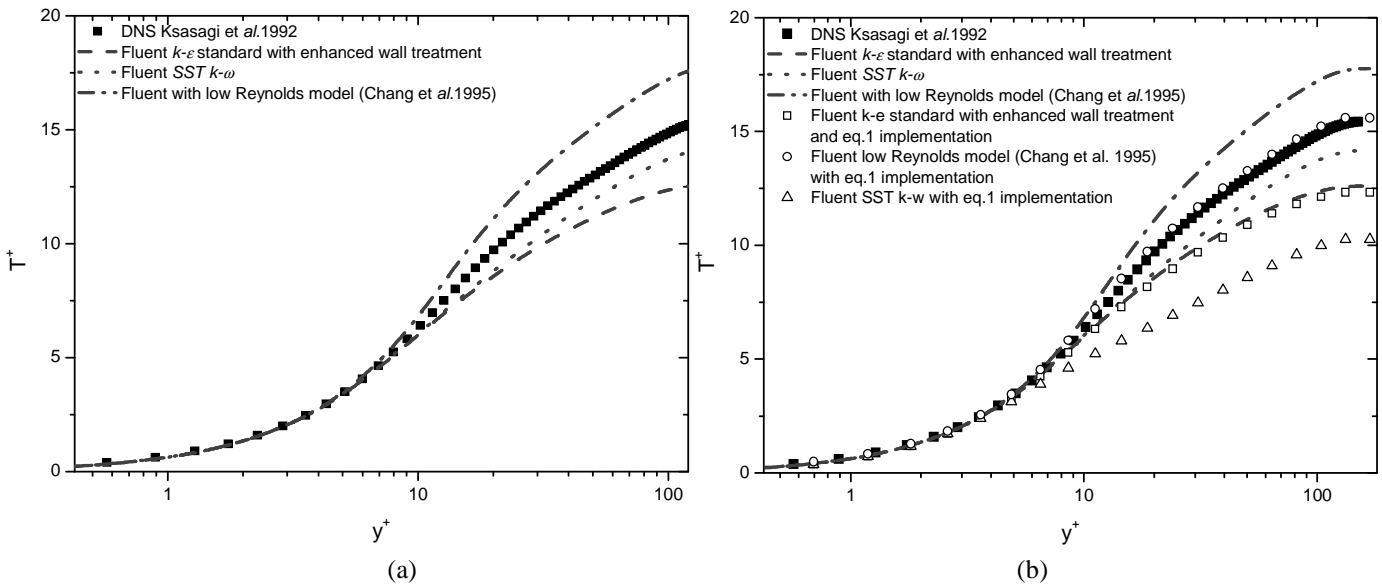 20
15
10
5
0
T+
DNS Ksasagi et al.1992
Fluent k-ε standard with enhanced wall treatment
Fluent SST k-ω
Fluent with low Reynolds model (Chang et al.1995)
1
10
100
y+
(a)
20
15
10
5
0
T+
DNS Ksasagi et al.1992
Fluent k-ε standard with enhanced wall treatment
Fluent SST k-ω
Fluent with low Reynolds model (Chang et al.1995)
Fluent k-e standard with enhanced wall treatment
and eq.1 implementation
Fluent low Reynolds model (Chang et al. 1995)
with eq.1 implementation
Fluent SST k-w with eq.1 implementation
1
10
100
y+
(b)